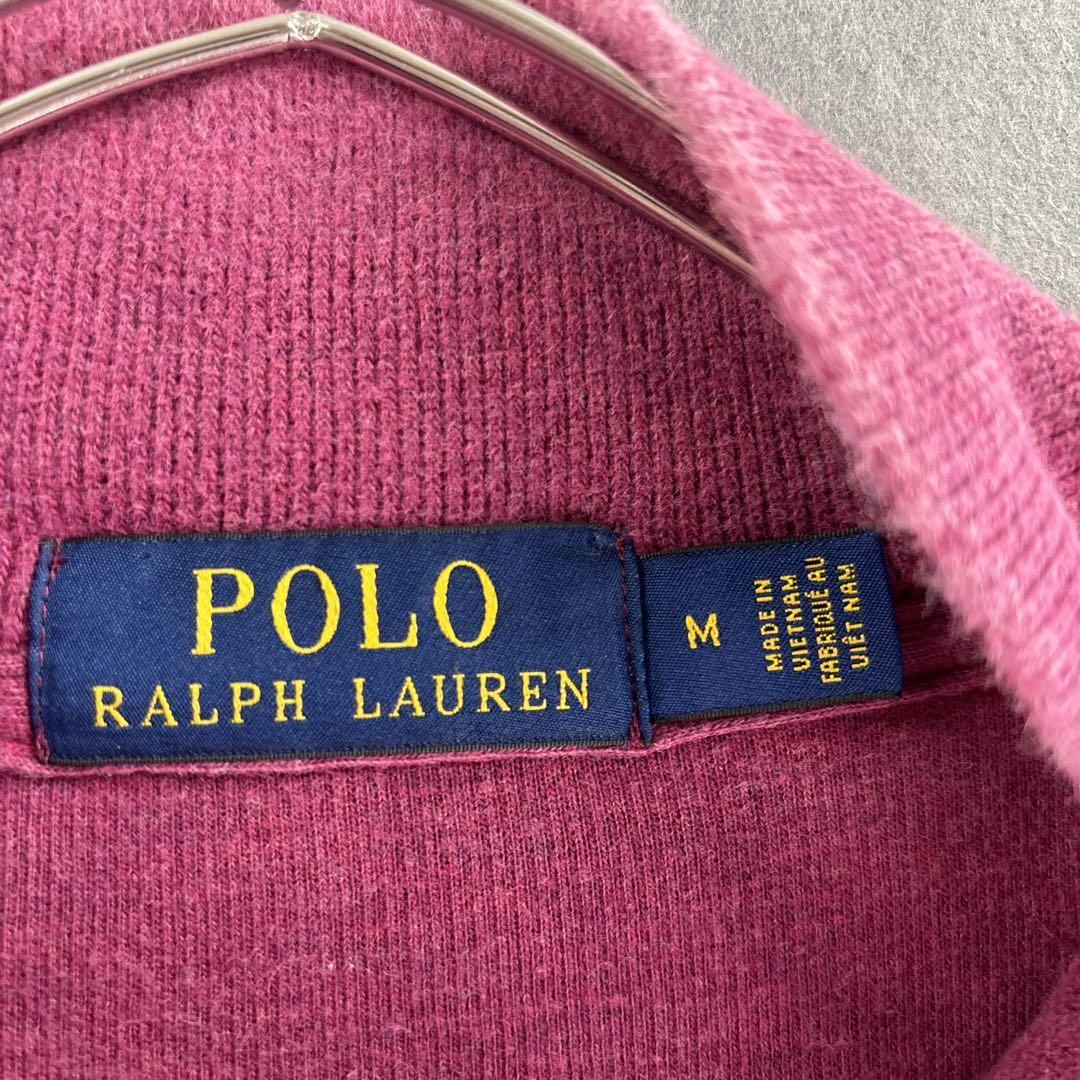 POLO
RALPH LAUREN
M
MADE IN
VIETNAM
FABRIQUÉ AU
VIÊT NAM